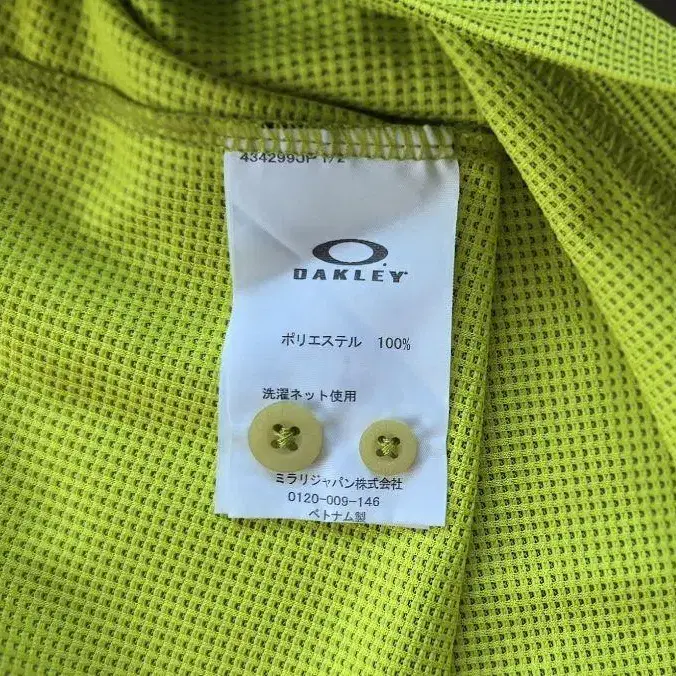 434299JP 1/2
OAKLEY
ポリエステル 100%
洗濯ネット使用
ミラリジャパン株式会社
0120-009-146
ベトナム製